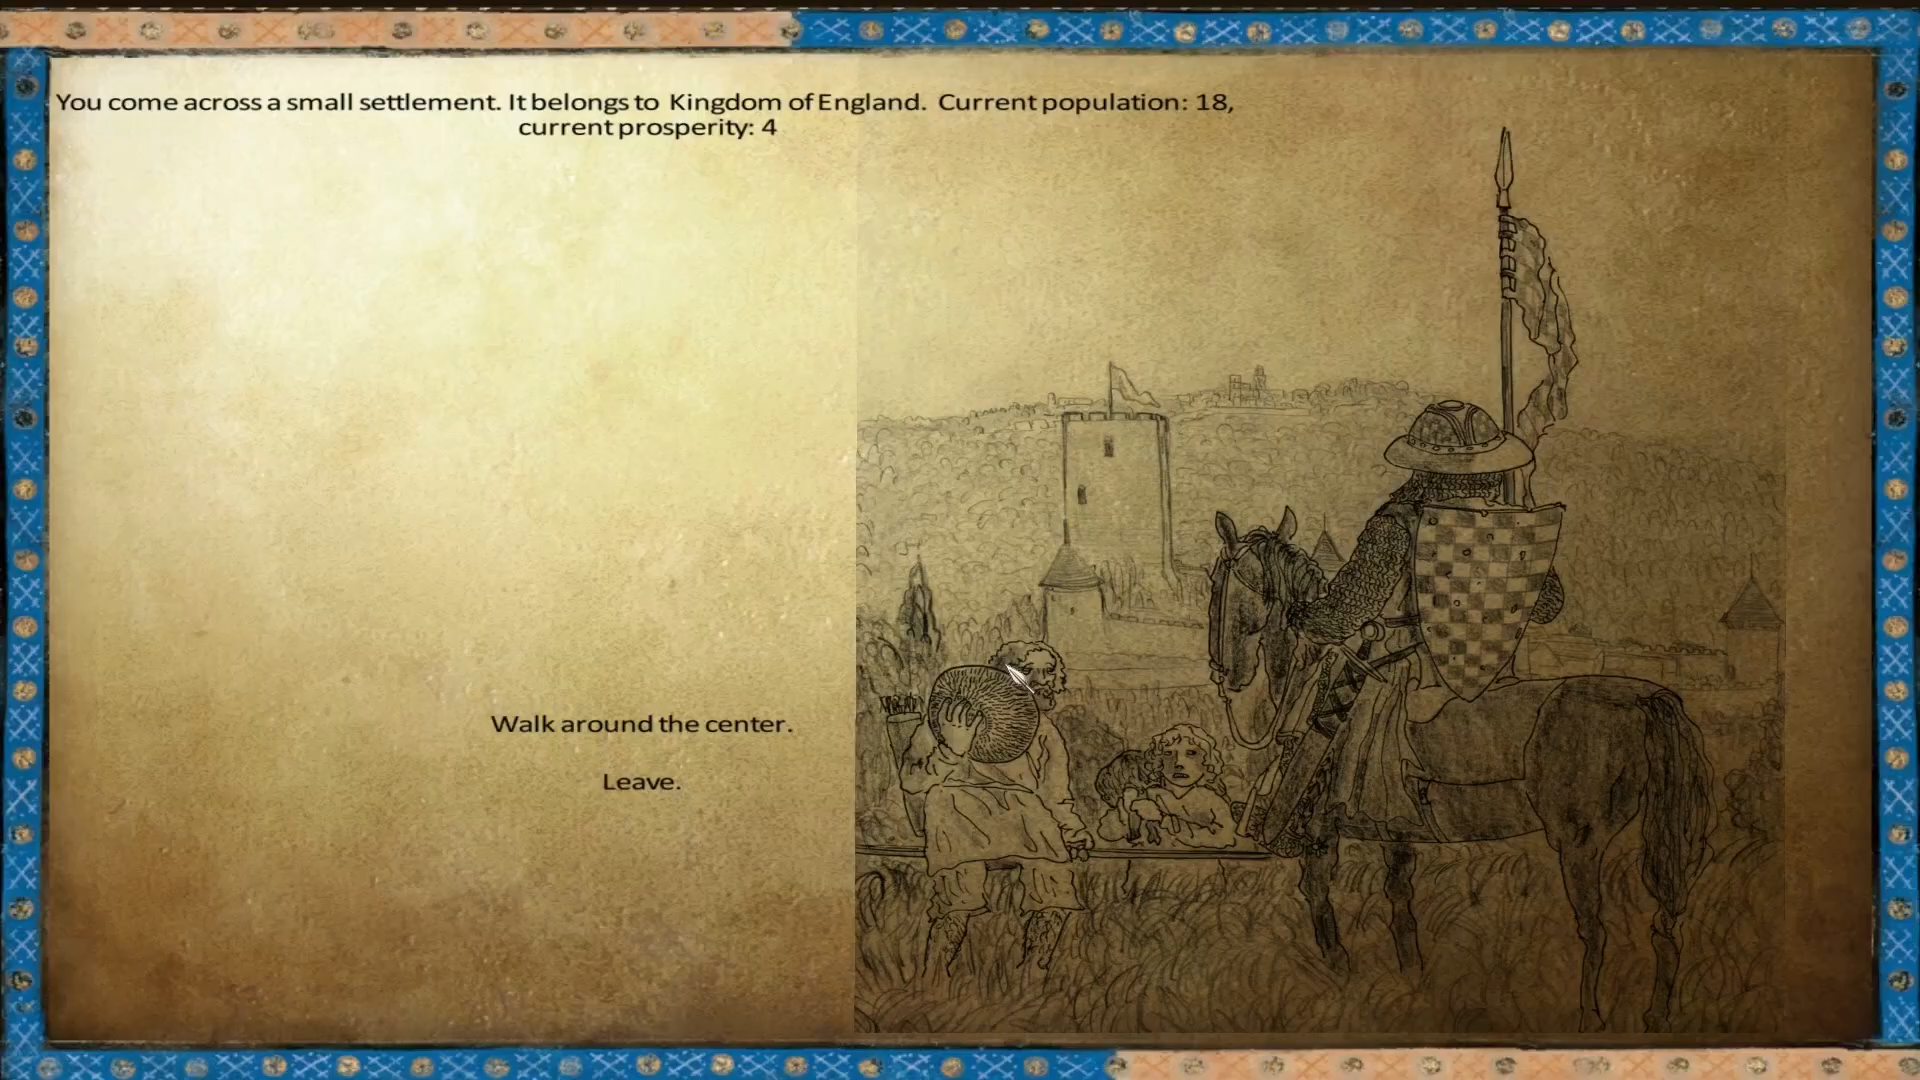 You come across a small settlement. It belongs to Kingdom of England. Current population: 18,
current prosperity: 4
Walk around the center.
Leave.